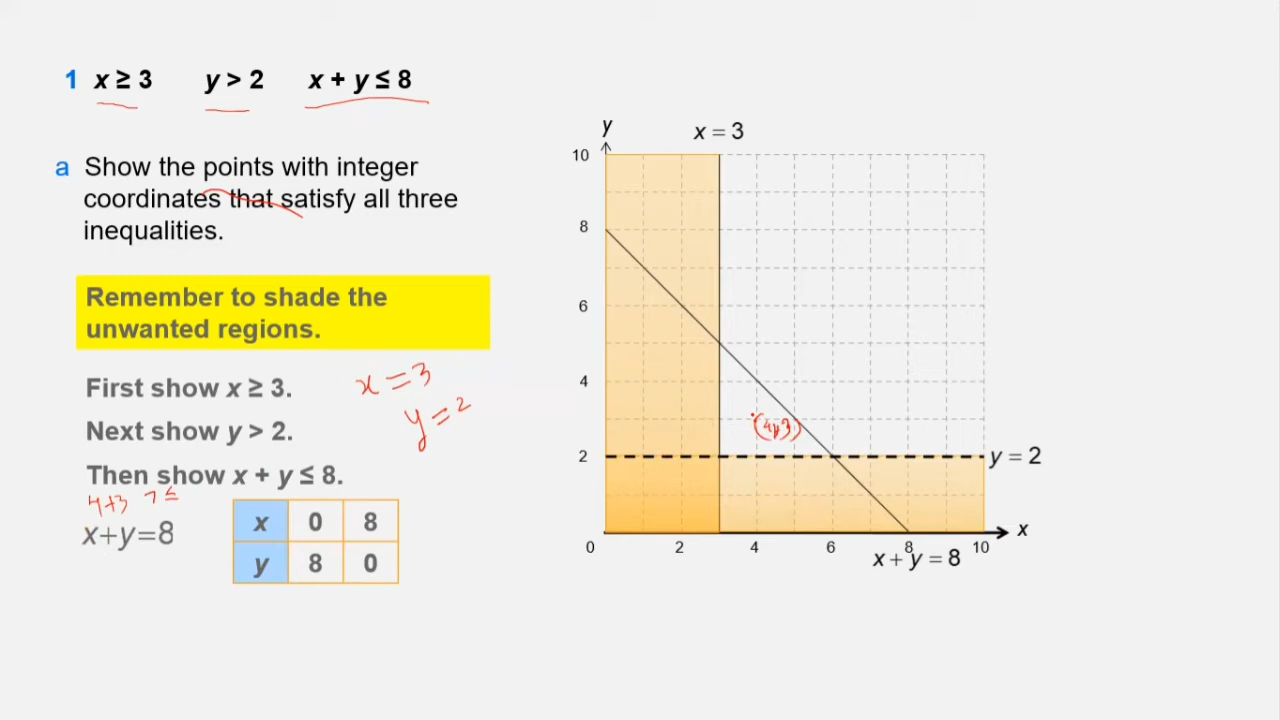 1 x ≥ 3 y > 2 x + y ≤ 8
a Show the points with integer
coordinates that satisfy all three
inequalities.
Remember to shade the
unwanted regions.
First show x ≥ 3.
x = 3
Next show y > 2.
y = 2
Then show x + y ≤ 8.
4+3 7 ≤
x+y=8
x 0 8
y 8 0
y
x = 3
10
8
6
4
(4,3)
2
y = 2
0 2 4 6 8 10
x
x + y = 8